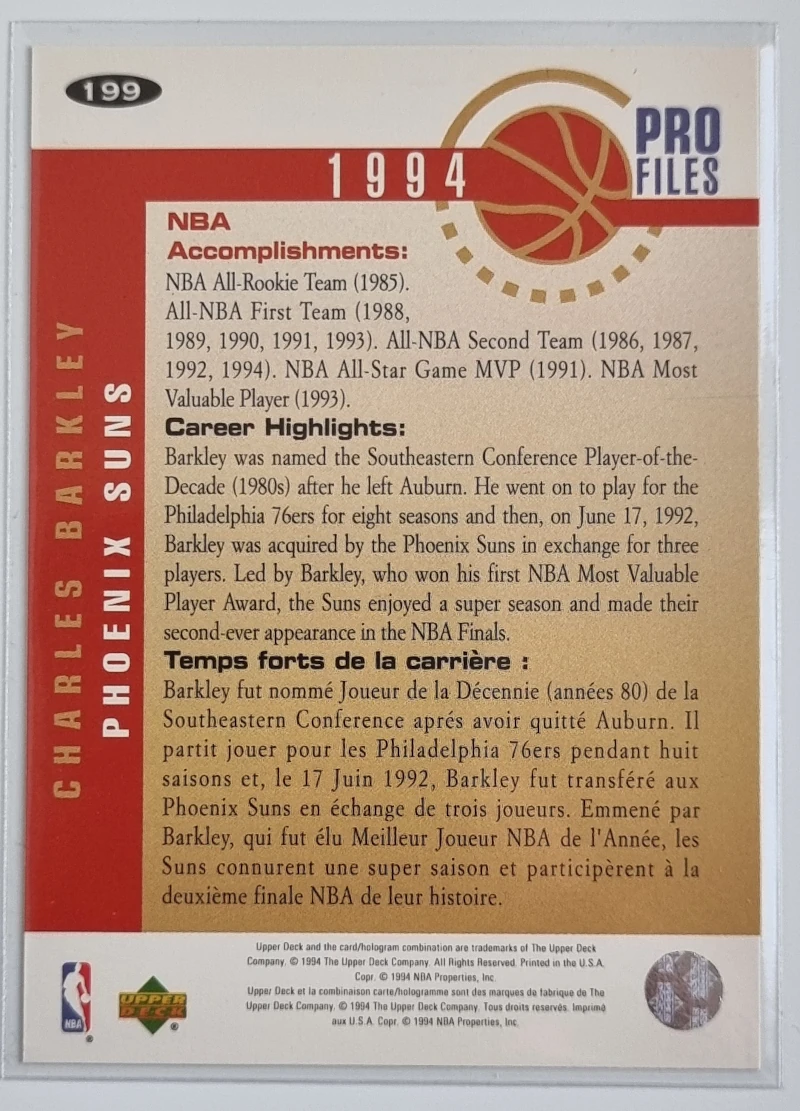 199
PRO
FILES
1994
NBA
Accomplishments:
NBA All-Rookie Team (1985).
All-NBA First Team (1988,
1989, 1990, 1991, 1993). All-NBA Second Team (1986, 1987,
1992, 1994). NBA All-Star Game MVP (1991). NBA Most
Valuable Player (1993).
Career Highlights:
Barkley was named the Southeastern Conference Player-of-the-
Decade (1980s) after he left Auburn. He went on to play for the
Philadelphia 76ers for eight seasons and then, on June 17, 1992,
Barkley was acquired by the Phoenix Suns in exchange for three
players. Led by Barkley, who won his first NBA Most Valuable
Player Award, the Suns enjoyed a super season and made their
second-ever appearance in the NBA Finals.
Temps forts de la carrière :
Barkley fut nommé Joueur de la Décennie (années 80) de la
Southeastern Conference aprés avoir quitté Auburn. Il
partit jouer pour les Philadelphia 76ers pendant huit
saisons et, le 17 Juin 1992, Barkley fut transféré aux
Phoenix Suns en échange de trois joueurs. Emmené par
Barkley, qui fut élu Meilleur Joueur NBA de l'Année, les
Suns connurent une super saison et participèrent à la
deuxième finale NBA de leur histoire.
CHARLES BARKLEY
PHOENIX SUNS
Upper Deck and the card/hologram combination are trademarks of The Upper Deck
Company. © 1994 The Upper Deck Company. All Rights Reserved. Printed in the U.S.A.
Copr. © 1994 NBA Properties, Inc.
Upper Deck et la combinaison carte/hologramme sont des marques de fabrique de The
Upper Deck Company. © 1994 The Upper Deck Company. Tous droits reservés. Imprimé
aux U.S.A. Copr. © 1994 NBA Properties, Inc.
NBA
®
UPPER
DECK
®